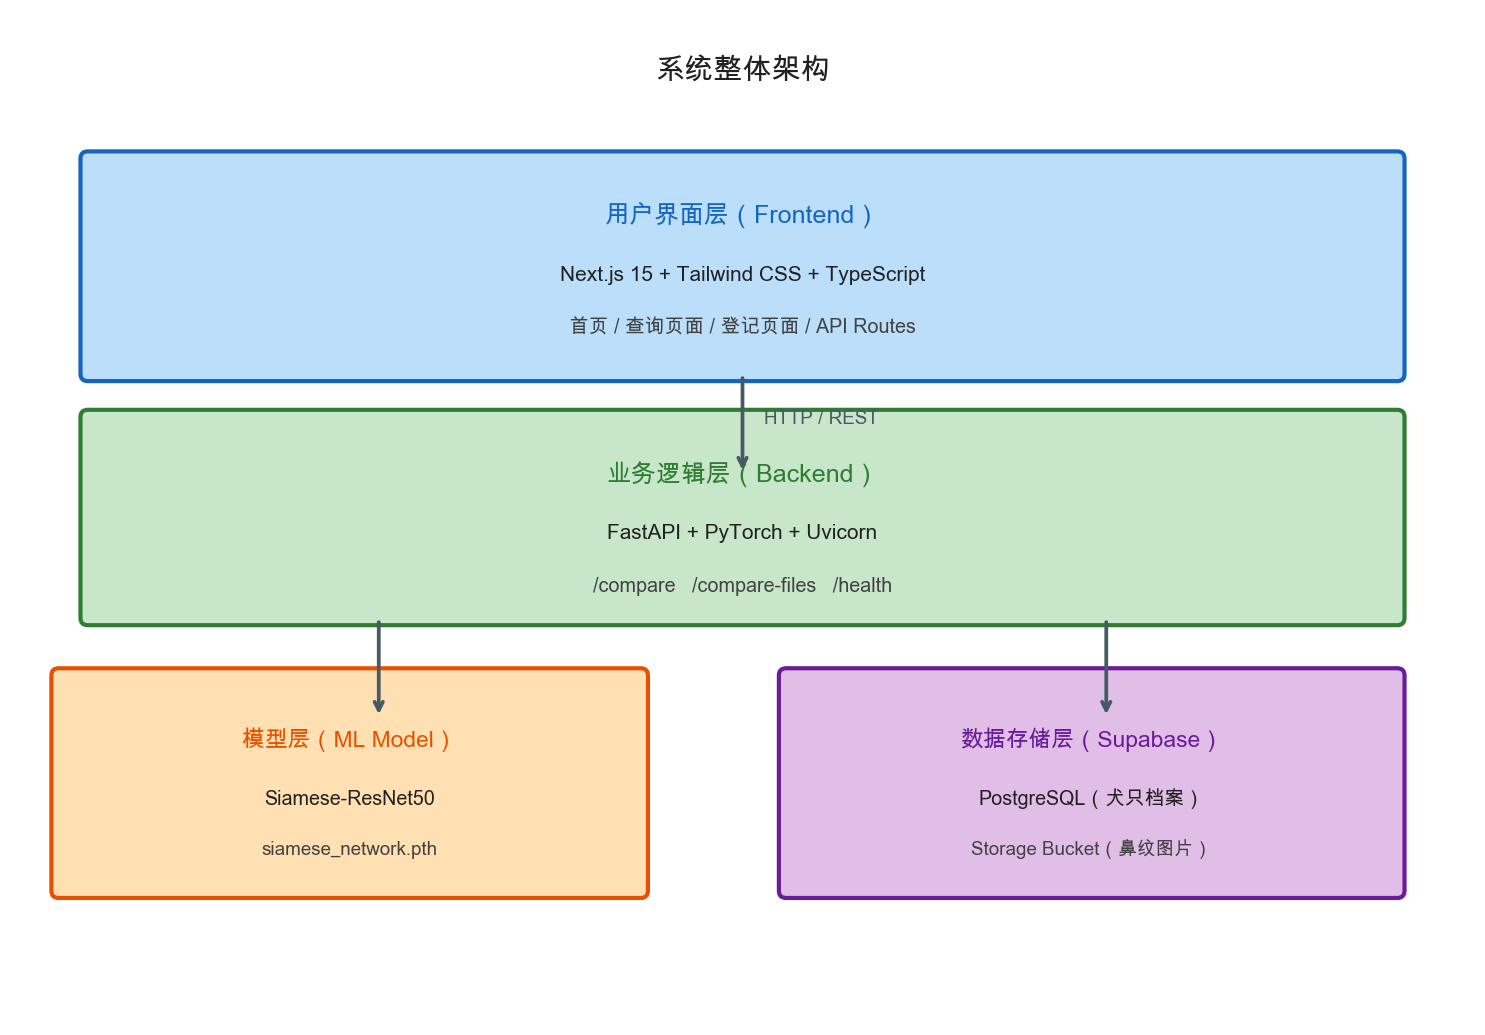 系统整体架构
用户界面层（Frontend）
Next.js 15 + Tailwind CSS + TypeScript
首页 / 查询页面 / 登记页面 / API Routes
HTTP / REST
业务逻辑层（Backend）
FastAPI + PyTorch + Uvicorn
/compare   /compare-files   /health
模型层（ML Model）
Siamese-ResNet50
siamese_network.pth
数据存储层（Supabase）
PostgreSQL（犬只档案）
Storage Bucket（鼻纹图片）